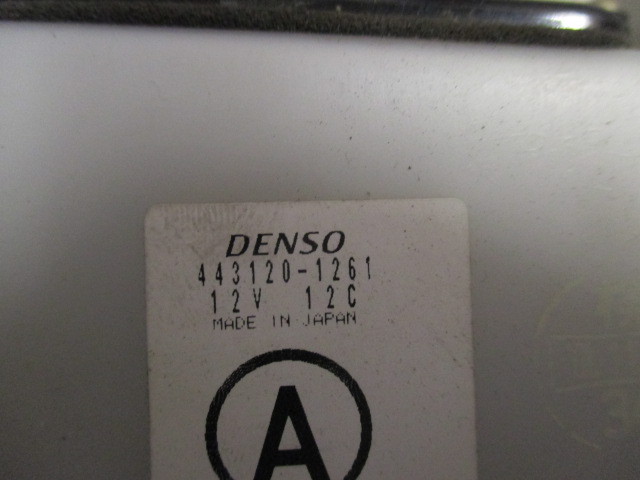 DENSO
443120-1261
12V 12C
MADE IN JAPAN
A